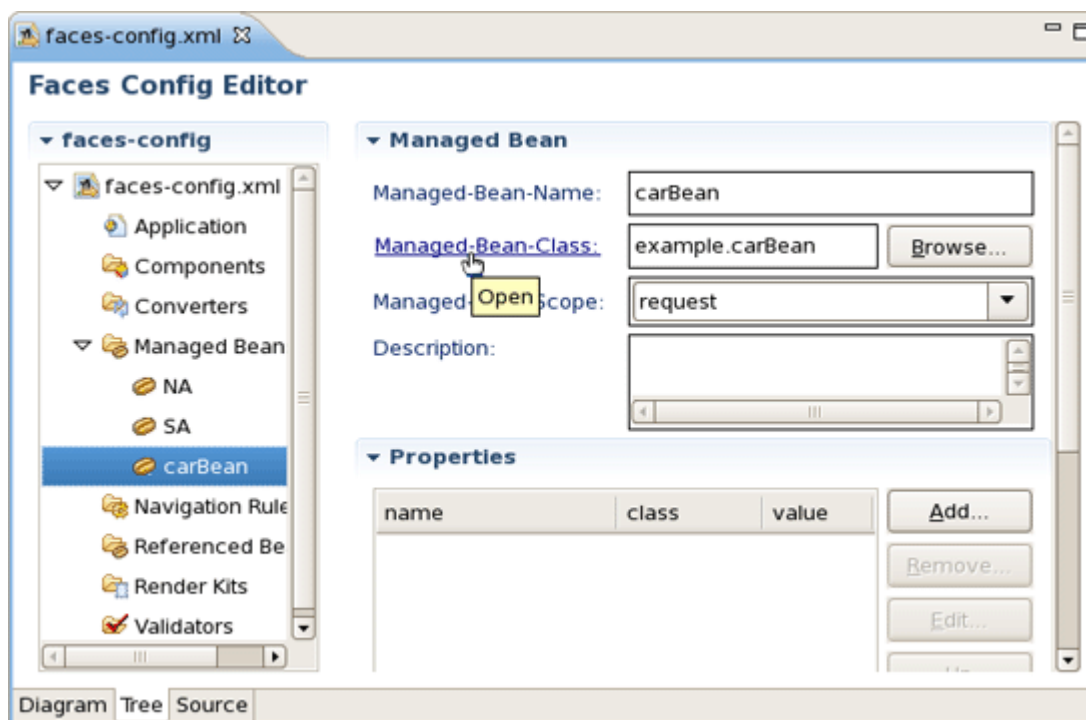 faces-config.xml
Faces Config Editor
faces-config
faces-config.xml
Application
Components
Converters
Managed Bean
NA
SA
carBean
Navigation Rule
Referenced Be
Render Kits
Validators
Managed Bean
Managed-Bean-Name: carBean
Managed-Bean-Class: example.carBean Browse...
Open
Managed- Scope: request
Description:
Properties
name class value
Add...
Remove...
Edit...
Diagram Tree Source